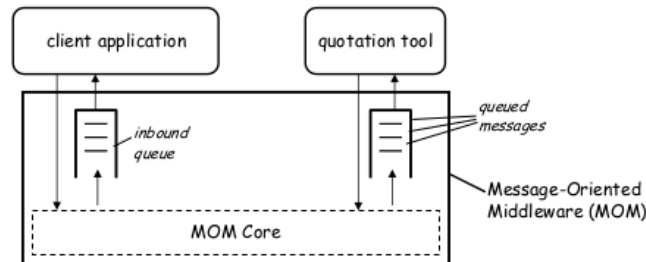 client application
quotation tool
inbound
queue
queued
messages
Message-Oriented
Middleware (MOM)
MOM Core